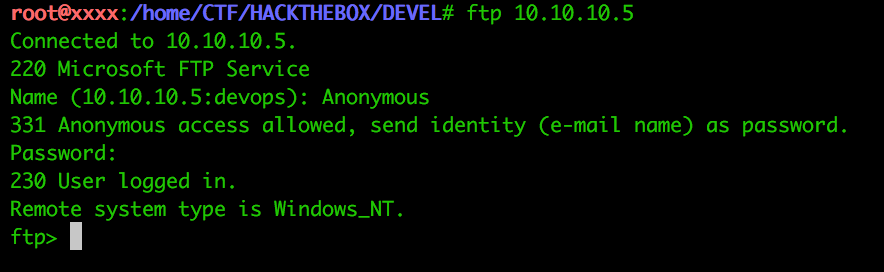 root@xxxx:/home/CTF/HACKTHEBOX/DEVEL# ftp 10.10.10.5
Connected to 10.10.10.5.
220 Microsoft FTP Service
Name (10.10.10.5:devops): Anonymous
331 Anonymous access allowed, send identity (e-mail name) as password.
Password:
230 User logged in.
Remote system type is Windows_NT.
ftp>